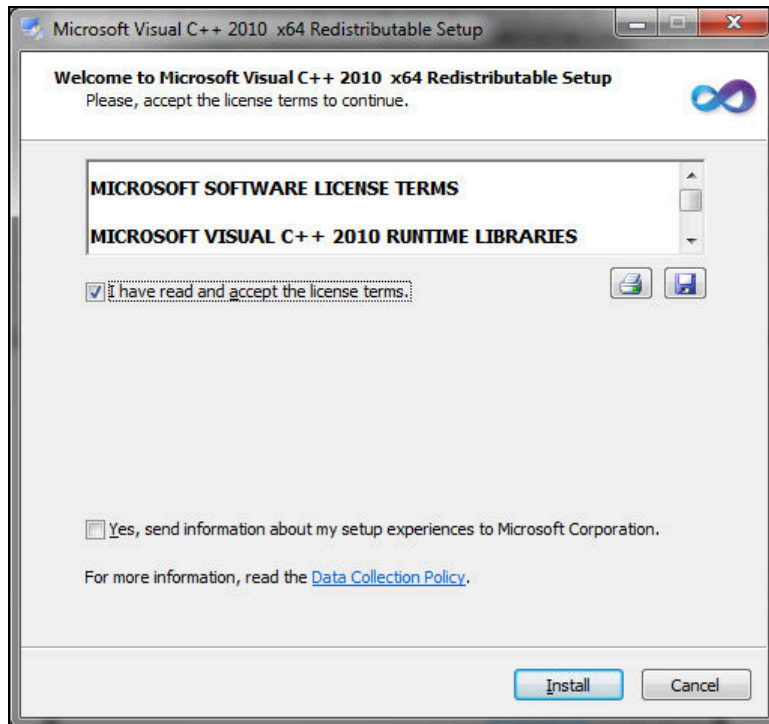 Microsoft Visual C++ 2010  x64 Redistributable Setup
Welcome to Microsoft Visual C++ 2010  x64 Redistributable Setup
Please, accept the license terms to continue.
MICROSOFT SOFTWARE LICENSE TERMS
MICROSOFT VISUAL C++ 2010 RUNTIME LIBRARIES
I have read and accept the license terms.
Yes, send information about my setup experiences to Microsoft Corporation.
For more information, read the Data Collection Policy.
Install Cancel